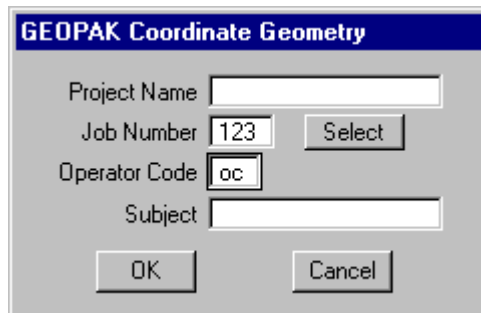 GEOPAK Coordinate Geometry
Project Name
Job Number 123 Select
Operator Code oc
Subject
OK Cancel